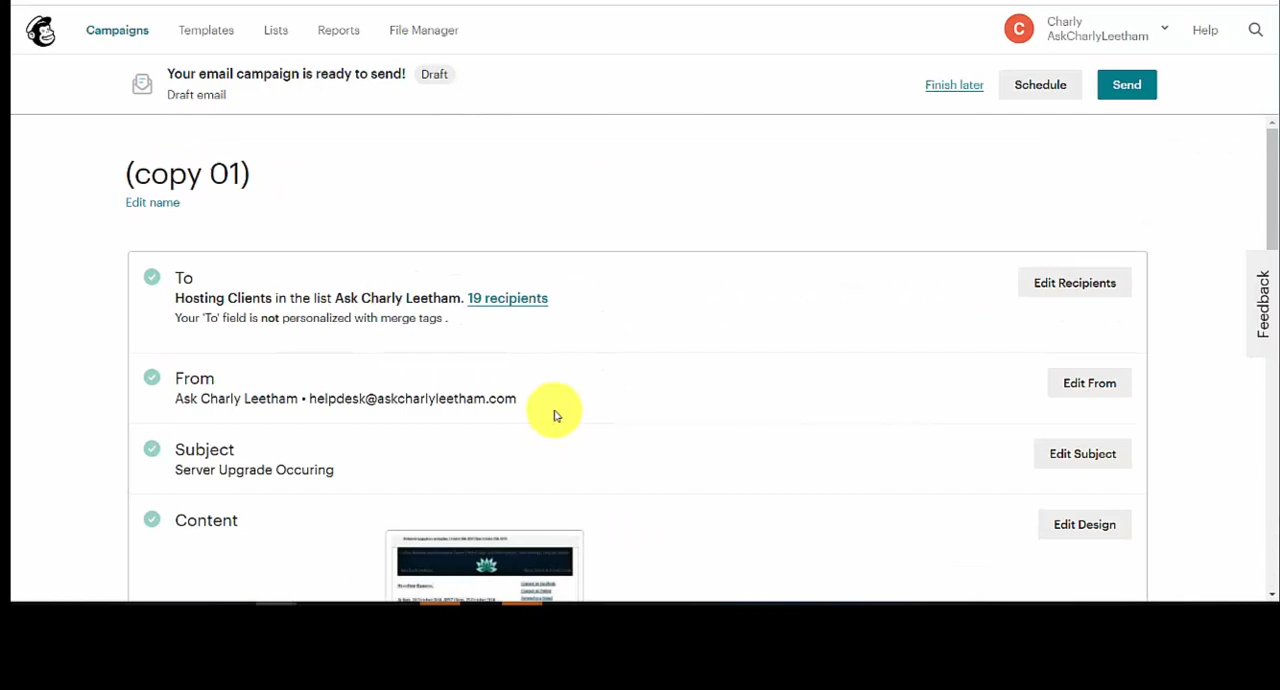 Campaigns Templates Lists Reports File Manager
C Charly
AskCharlyLeetham
Help
Your email campaign is ready to send! Draft
Draft email
Finish later Schedule Send
(copy 01)
Edit name
To
Hosting Clients in the list Ask Charly Leetham. 19 recipients
Your 'To' field is not personalized with merge tags .
Edit Recipients
Feedback
From
Ask Charly Leetham • helpdesk@askcharlyleetham.com
Edit From
Subject
Server Upgrade Occuring
Edit Subject
Content
Edit Design